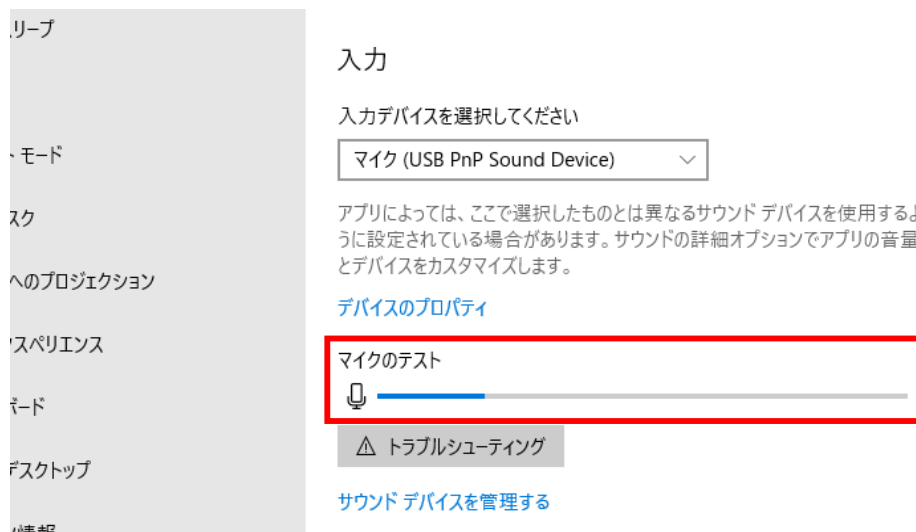 スリープ
ト モード
スク
へのプロジェクション
クスペリエンス
ボード
デスクトップ
入力
入力デバイスを選択してください
マイク (USB PnP Sound Device)
アプリによっては、ここで選択したものとは異なるサウンド デバイスを使用するよ
うに設定されている場合があります。サウンドの詳細オプションでアプリの音量
とデバイスをカスタマイズします。
デバイスのプロパティ
マイクのテスト
トラブルシューティング
サウンド デバイスを管理する